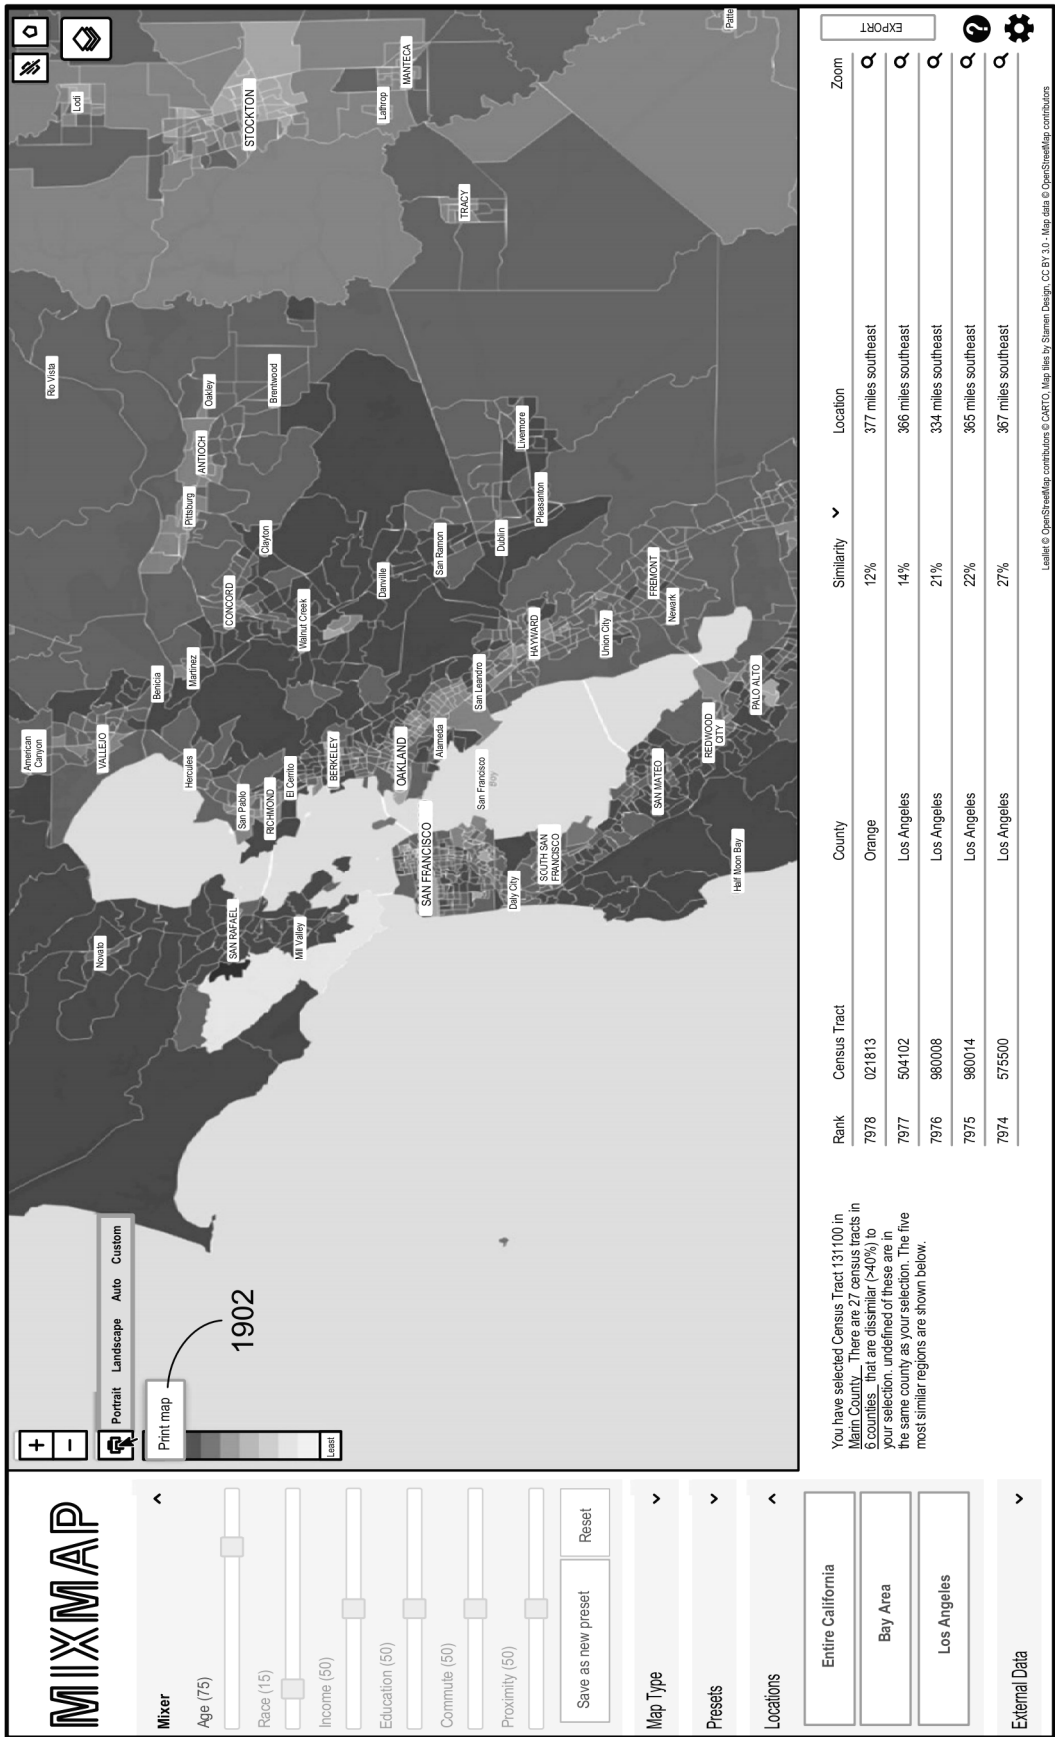 MIXMAP
Mixer
Age (75)
Race (15)
Income (50)
Education (50)
Commute (50)
Proximity (50)
Save as new preset
Reset
Map Type
Presets
Locations
Entire California
Bay Area
Los Angeles
External Data
+
−
Portrait Landscape Auto Custom
Print map
1902
Least
American
Canyon
VALLEJO
Benicia
Martinez
Hercules
San Pablo
RICHMOND
El Cerrito
BERKELEY
OAKLAND
Alameda
San Leandro
San Francisco
Bay
Novato
SAN RAFAEL
Mill Valley
SAN FRANCISCO
Daly City
SOUTH SAN
FRANCISCO
SAN MATEO
Half Moon Bay
REDWOOD
CITY
PALO ALTO
HAYWARD
Union City
FREMONT
Newark
CONCORD
Clayton
Walnut Creek
Danville
San Ramon
Dublin
Pleasanton
Livermore
Pittsburg
ANTIOCH
Oakley
Brentwood
Rio Vista
Lodi
STOCKTON
Lathrop
MANTECA
TRACY
Patte
You have selected Census Tract 131100 in
Marin County There are 27 census tracts in
6 counties that are dissimilar (>40%) to
your selection. undefined of these are in
the same county as your selection. The five
most similar regions are shown below.
EXPORT
?
Rank Census Tract County Similarity Location Zoom
7978 021813 Orange 12% 377 miles southeast
7977 504102 Los Angeles 14% 366 miles southeast
7976 980008 Los Angeles 21% 334 miles southeast
7975 980014 Los Angeles 22% 365 miles southeast
7974 575500 Los Angeles 27% 367 miles southeast
Leaflet © OpenStreetMap contributors © CARTO, Map tiles by Stamen Design, CC BY 3.0 - Map data © OpenStreetMap contributors